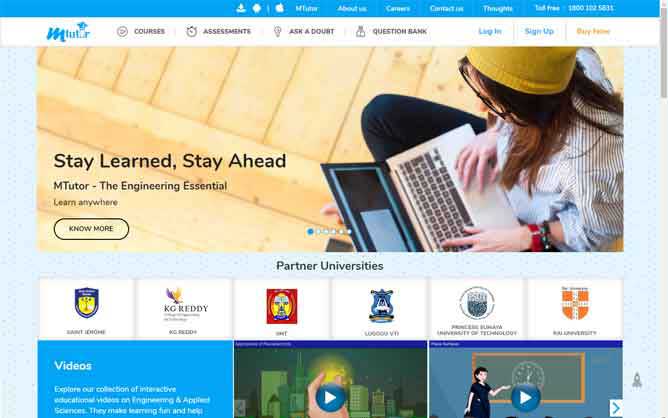 MTutor
About us
Careers
Contact us
Thoughts
Toll free : 1800 102 5831
Mtutor
COURSES
ASSESSMENTS
ASK A DOUBT
QUESTION BANK
Log In
Sign Up
Buy Now
Stay Learned, Stay Ahead
MTutor - The Engineering Essential
Learn anywhere
KNOW MORE
Partner Universities
SAINT JEROME
KG REDDY
KG REDDY
LUGOGO VTI
PRINCESS SUMAYA
UNIVERSITY OF TECHNOLOGY
RAI UNIVERSITY
Videos
Explore our collection of interactive
educational videos on Engineering & Applied
Sciences. They make learning fun and help